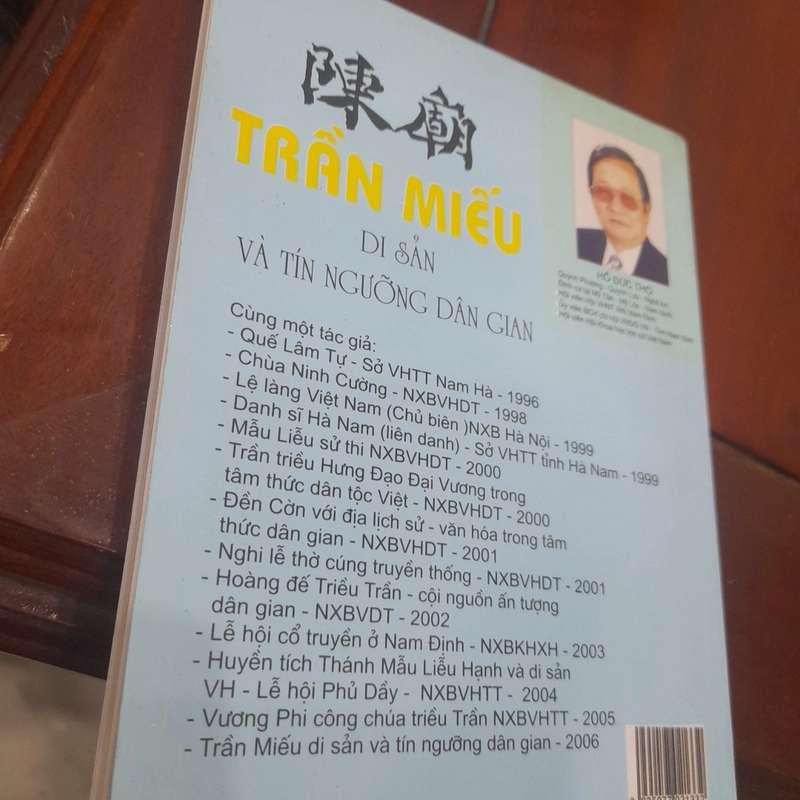 陳廟
TRẦN MIẾU
DI SẢN
VÀ TÍN NGƯỠNG DÂN GIAN
HỒ ĐỨC THỌ
Cùng một tác giả:
- Quế Lâm Tự - Sở VHTT Nam Hà - 1996
- Chùa Ninh Cường - NXBVHDT - 1998
- Lệ làng Việt Nam (Chủ biên )NXB Hà Nội - 1999
- Danh sĩ Hà Nam (liên danh) - Sở VHTT tỉnh Hà Nam - 1999
- Mẫu Liễu sử thi NXBVHDT - 2000
- Trần triều Hưng Đạo Đại Vương trong
tâm thức dân tộc Việt - NXBVHDT - 2000
- Đền Cờn với địa lịch sử - văn hóa trong tâm
thức dân gian - NXBVHDT - 2001
- Nghi lễ thờ cúng truyền thống - NXBVHDT - 2001
- Hoàng đế Triều Trần - cội nguồn ấn tượng
dân gian - NXBVDT - 2002
- Lễ hội cổ truyền ở Nam Định - NXBKHXH - 2003
- Huyền tích Thánh Mẫu Liễu Hạnh và di sản
VH - Lễ hội Phủ Dầy - NXBVHTT - 2004
- Vương Phi công chúa triều Trần NXBVHTT - 2005
- Trần Miếu di sản và tín ngưỡng dân gian - 2006